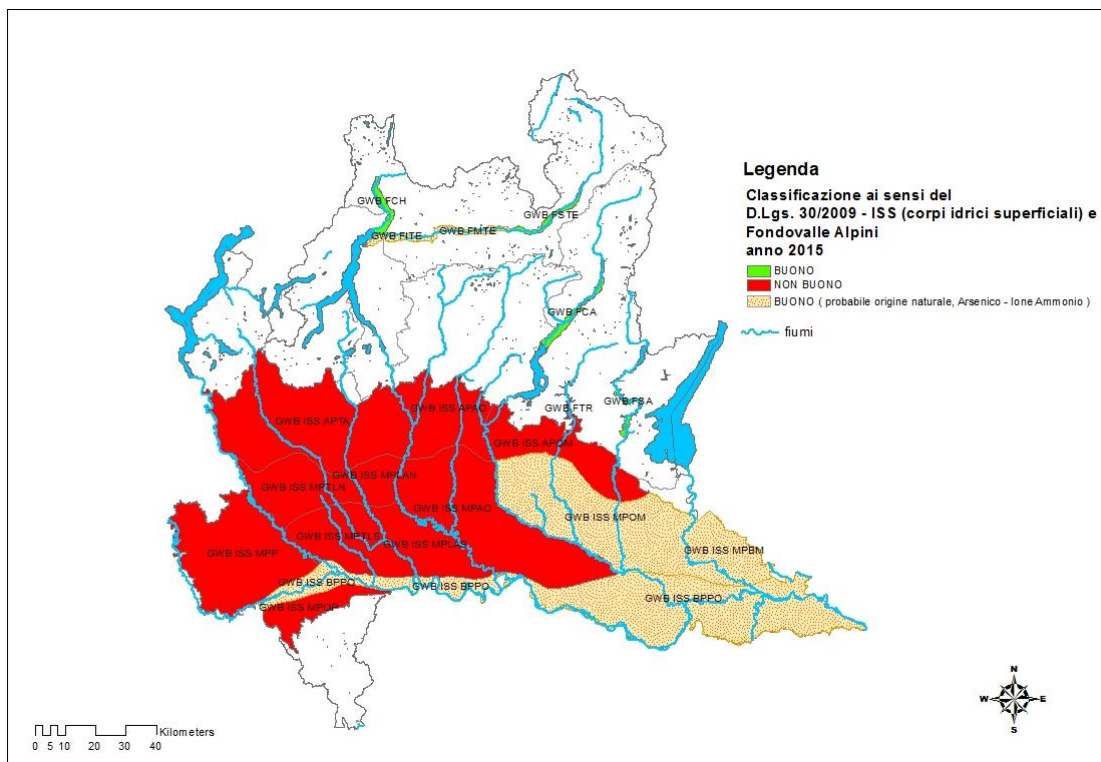 Legenda
Classificazione ai sensi del
D.Lgs. 30/2009 - ISS (corpi idrici superficiali) e
Fondovalle Alpini
anno 2015
BUONO
NON BUONO
BUONO ( probabile origine naturale, Arsenico - Ione Ammonio )
fiumi
GWB FCH
GWB FSTE
GWB FITE
GWB FMTE
GWB FCA
GWB FSA
GWB FTR
GWB ISS APTA
GWB ISS APAO
GWB ISS APOM
GWB ISS MPLAN
GWB ISS MPTLN
GWB ISS MPAO
GWB ISS MPOM
GWB ISS MPTLS
GWB ISS MPLAS
GWB ISS MPBM
GWB ISS MPP
GWB ISS BPPO
GWB ISS BPPO
GWB ISS BPPO
GWB ISS MPOP
N
W
E
S
Kilometers
0 5 10 20 30 40